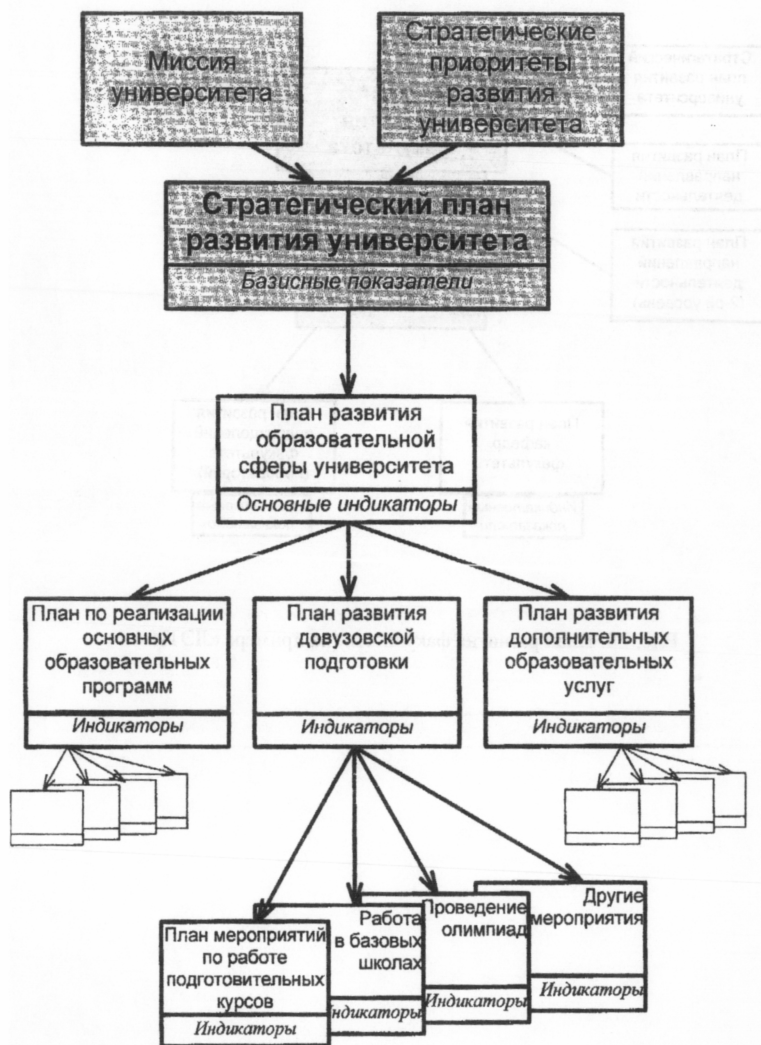 Миссия
университета
Стратегические
приоритеты
развития
университета
Стратегический план
развития университета
Базисные показатели
План развития
образовательной
сферы университета
Основные индикаторы
План по реализации
основных
образовательных
программ
Индикаторы
План развития
довузовской
подготовки
Индикаторы
План развития
дополнительных
образовательных
услуг
Индикаторы
План мероприятий
по работе
подготовительных
курсов
Индикаторы
Работа
в базовых
школах
Индикаторы
Проведение
олимпиад
Индикаторы
Другие
мероприятия
Индикаторы